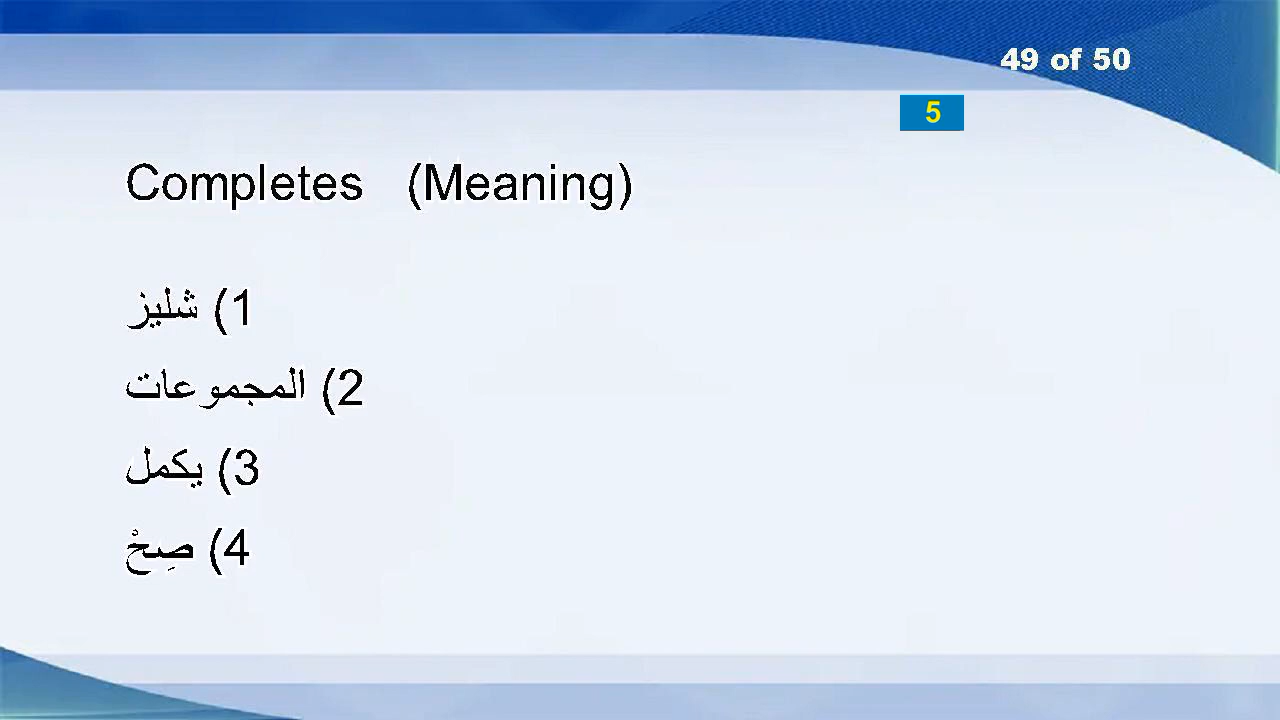 49 of 50
5
Completes (Meaning)
1) شليز
2) المجموعات
3) يكمل
4) صِحْ